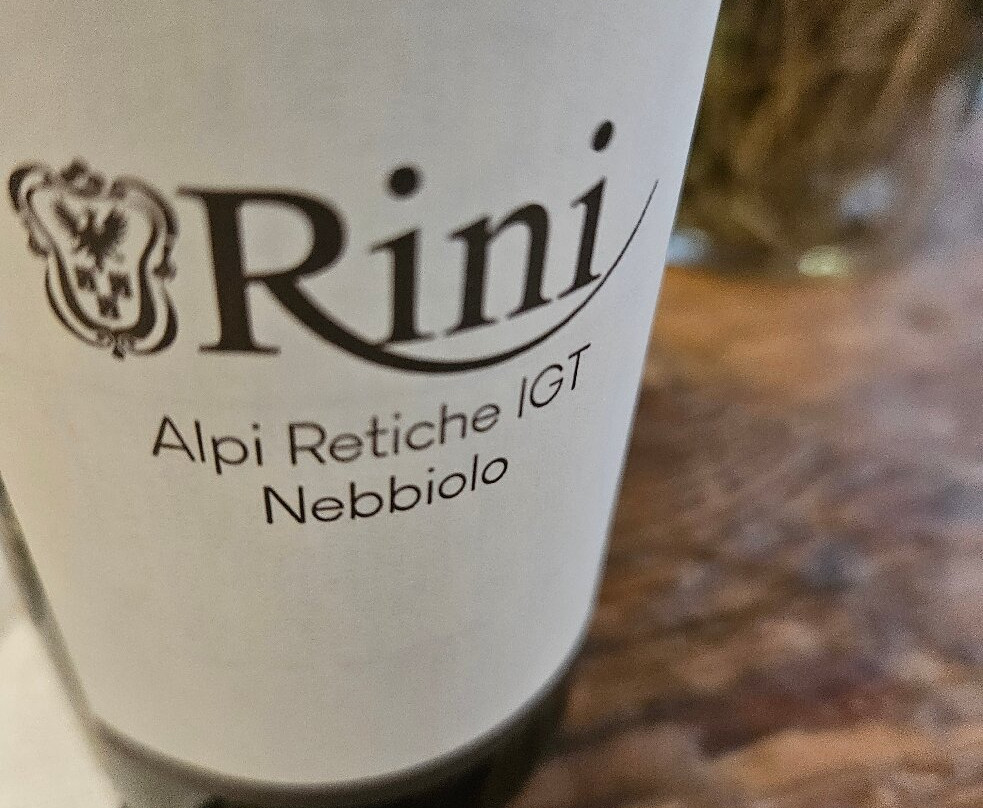 Rini
Alpi Retiche IGT
Nebbiolo